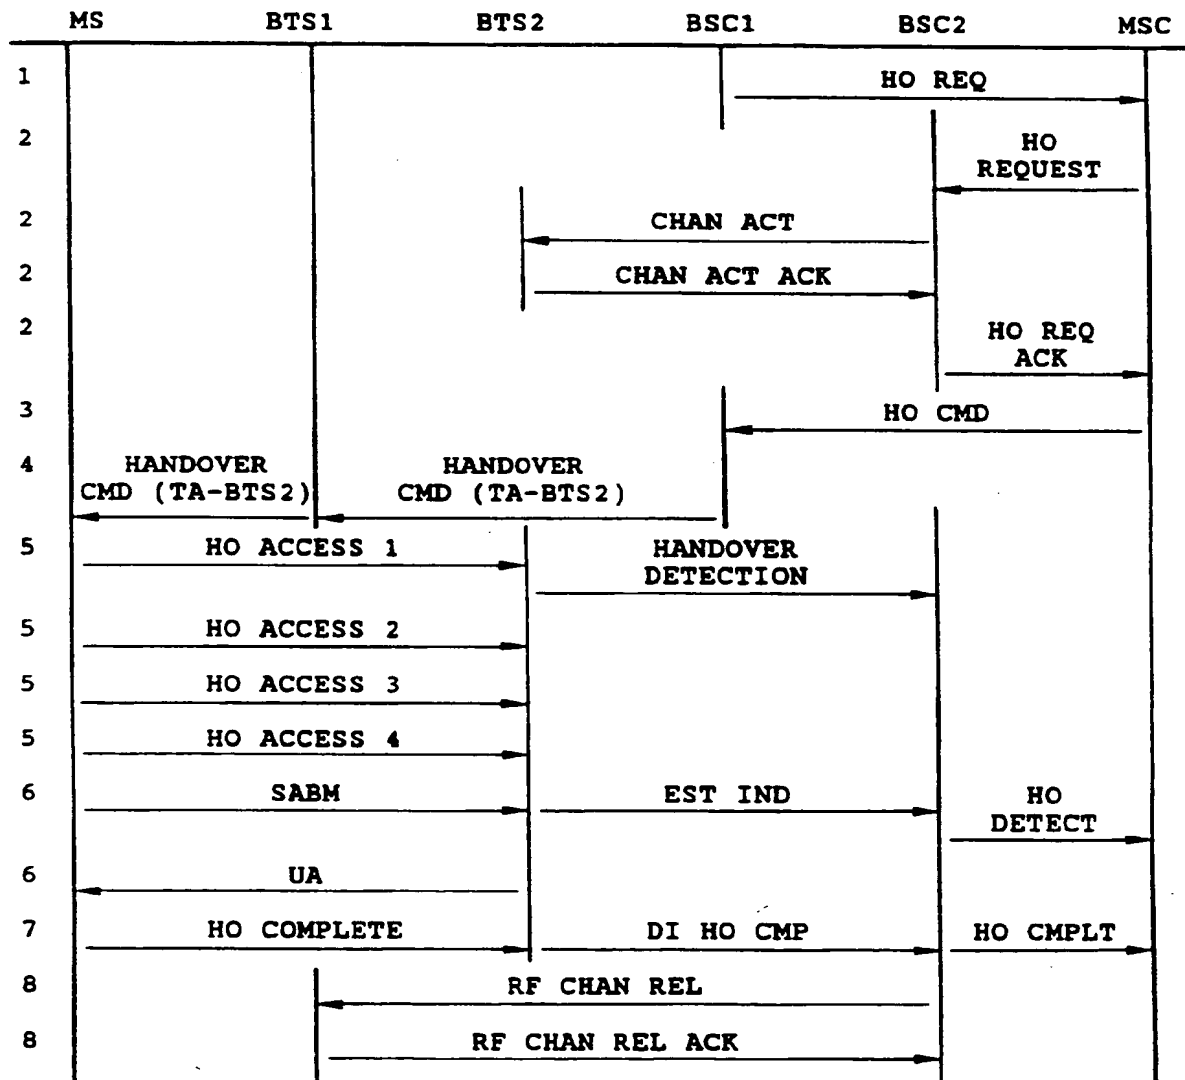 MS BTS1 BTS2 BSC1 BSC2 MSC
1 HO REQ
2 HO
REQUEST
2 CHAN ACT
2 CHAN ACT ACK
2 HO REQ
ACK
3 HO CMD
4 HANDOVER HANDOVER
CMD (TA-BTS2) CMD (TA-BTS2)
5 HO ACCESS 1 HANDOVER
DETECTION
5 HO ACCESS 2
5 HO ACCESS 3
5 HO ACCESS 4
6 SABM EST IND HO
DETECT
6 UA
7 HO COMPLETE DI HO CMP HO CMPLT
8 RF CHAN REL
8 RF CHAN REL ACK